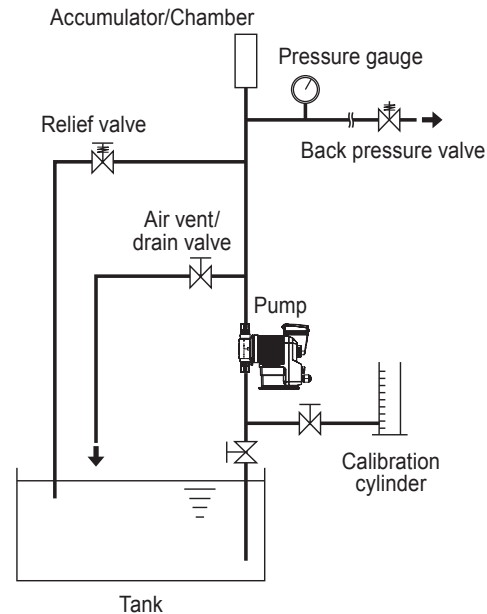 Accumulator/Chamber
Pressure gauge
Relief valve
Back pressure valve
Air vent/
drain valve
Pump
Calibration
cylinder
Tank